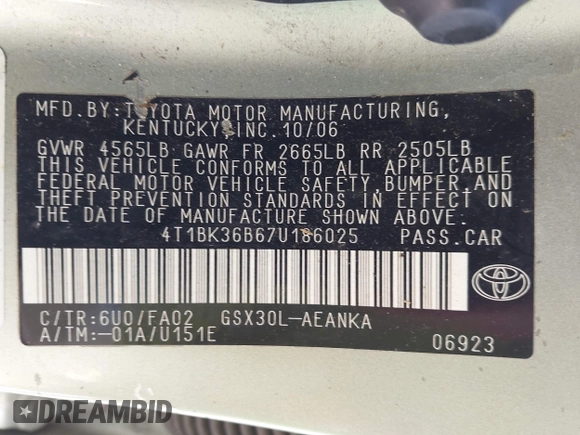 MFD.BY:TOYOTA MOTOR MANUFACTURING,
KENTUCKY,INC.10/06
GVWR 4565LB GAWR FR 2665LB RR 2505LB
THIS VEHICLE CONFORMS TO ALL APPLICABLE
FEDERAL MOTOR VEHICLE SAFETY,BUMPER,AND
THEFT PREVENTION STANDARDS IN EFFECT ON
THE DATE OF MANUFACTURE SHOWN ABOVE.
4T1BK36B67U186025 PASS.CAR
C/TR:6U0/FA02 GSX30L-AEANKA
A/TM:-01A/U151E
06923
DREAMBID